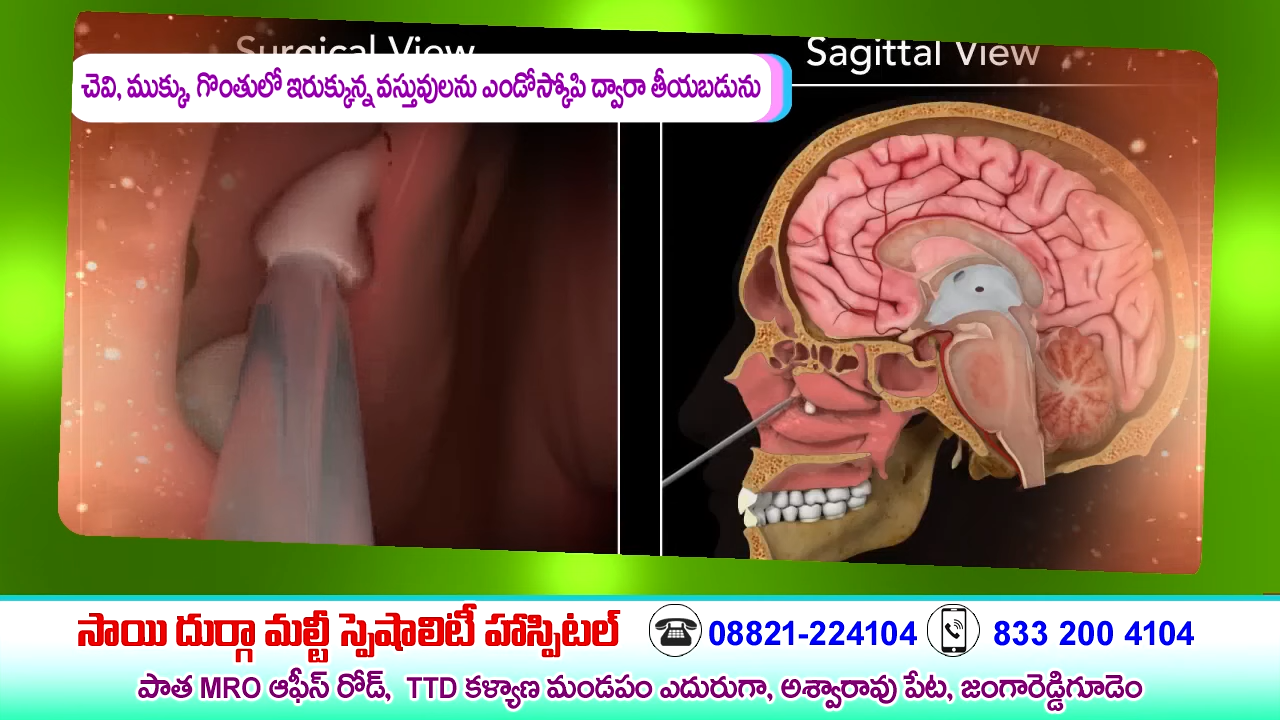 Surgical View
Sagittal View
చెవి, ముక్కు, గొంతులో ఇరుక్కున్న వస్తువులను ఎండోస్కోపి ద్వారా తీయబడును
సాయి దుర్గా మల్టీ స్పెషాలిటీ హాస్పిటల్ 08821-224104 833 200 4104
పాత MRO ఆఫీస్ రోడ్, TTD కళ్యాణ మండపం ఎదురుగా, అశ్వారావు పేట, జంగారెడ్డిగూడెం